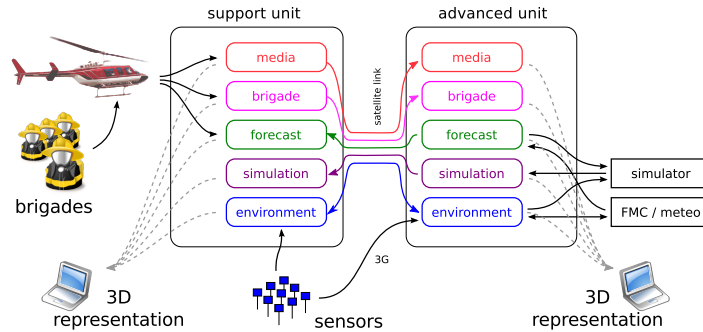 support unit
advanced unit
media
brigade
forecast
simulation
environment
satellite link
media
brigade
forecast
simulation
environment
simulator
FMC / meteo
brigades
3G
3D
representation
sensors
3D
representation